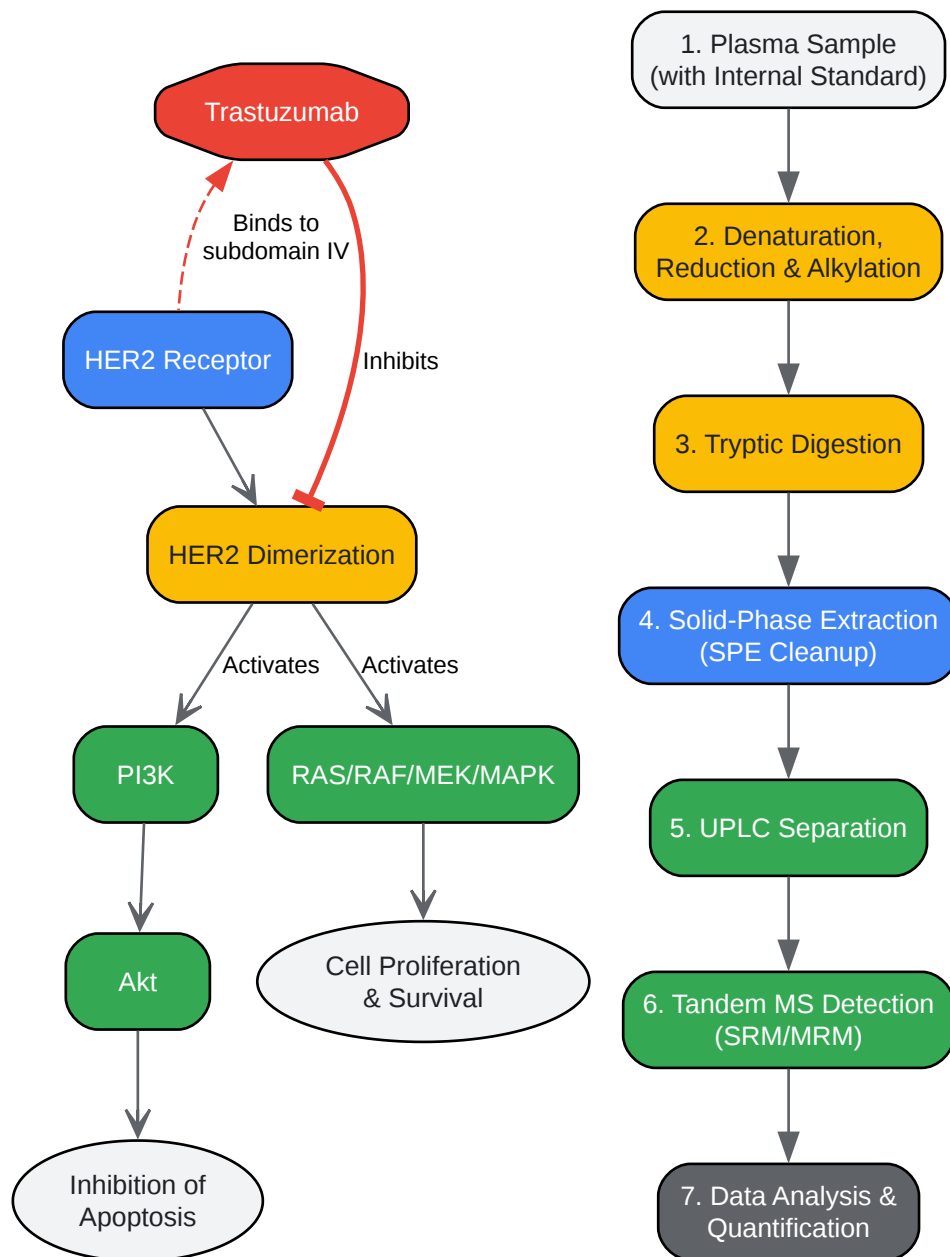 Trastuzumab
Binds to
subdomain IV
HER2 Receptor
Inhibits
HER2 Dimerization
Activates
Activates
PI3K
RAS/RAF/MEK/MAPK
Akt
Cell Proliferation
& Survival
Inhibition of
Apoptosis
1. Plasma Sample
(with Internal Standard)
2. Denaturation,
Reduction & Alkylation
3. Tryptic Digestion
4. Solid-Phase Extraction
(SPE Cleanup)
5. UPLC Separation
6. Tandem MS Detection
(SRM/MRM)
7. Data Analysis &
Quantification